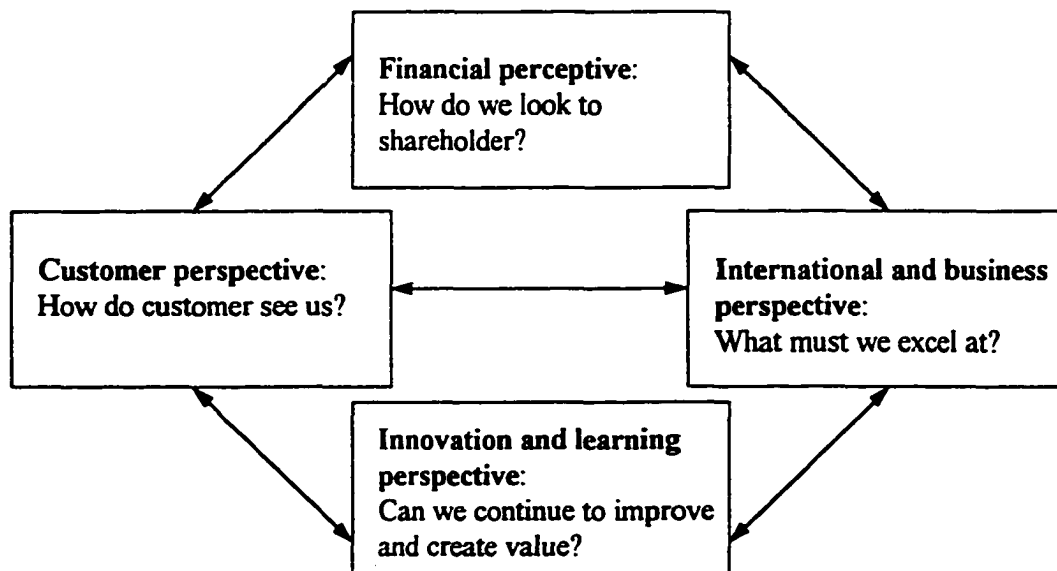 Financial perceptive:
How do we look to
shareholder?
Customer perspective:
How do customer see us?
International and business
perspective:
What must we excel at?
Innovation and learning
perspective:
Can we continue to improve
and create value?